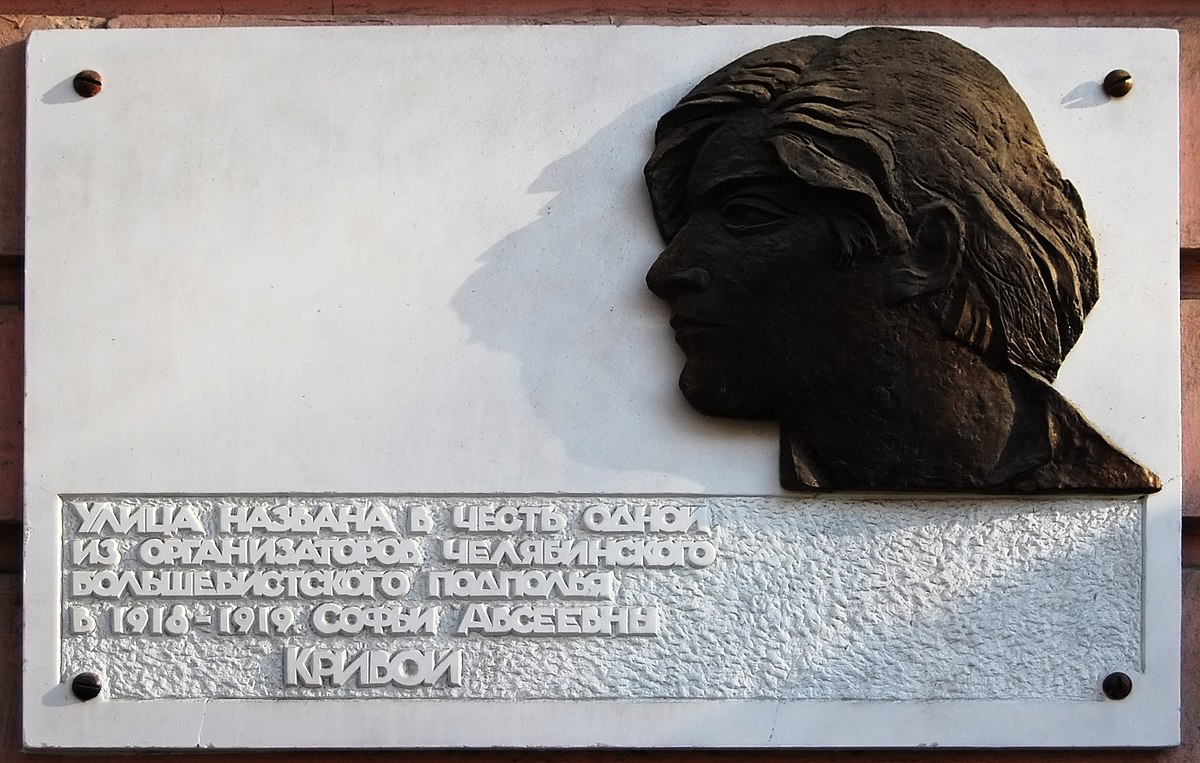 УЛИЦА НАЗВАНА В ЧЕСТЬ ОДНОЙ
ИЗ ОРГАНИЗАТОРОВ ЧЕЛЯБИНСКОГО
БОЛЬШЕВИСТСКОГО ПОДПОЛЬЯ
В 1918-1919 СОФЬИ АВСЕЕВНЫ
КРИВОЙ